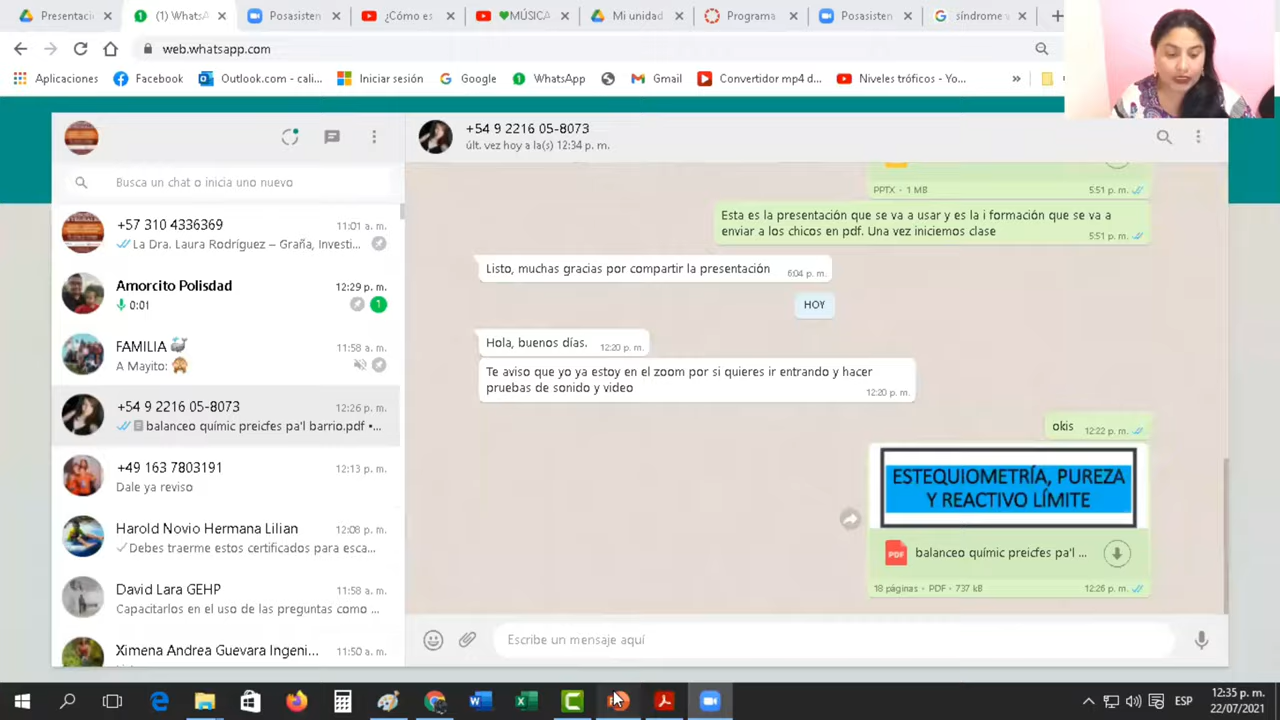 Presentaci
(1) WhatsA
Posasisten
¿Cómo es
♥MÚSICA
Mi unidad
Programa
Posasisten
síndrome a
web.whatsapp.com
Aplicaciones
Facebook
Outlook.com - cali...
Iniciar sesión
Google
WhatsApp
Gmail
Convertidor mp4 d...
Niveles tróficos - Yo...
»
+54 9 2216 05-8073
últ. vez hoy a la(s) 12:34 p. m.
Busca un chat o inicia uno nuevo
+57 310 4336369 11:01 a. m.
La Dra. Laura Rodríguez – Graña, Investi...
Amorcito Polisdad 12:29 p. m.
0:01 1
FAMILIA 11:58 a. m.
A Mayito:
+54 9 2216 05-8073 12:26 p. m.
balanceo químic preicfes pa'l barrio.pdf •...
+49 163 7803191 12:13 p. m.
Dale ya reviso
Harold Novio Hermana Lilian 12:08 p. m.
Debes traerme estos certificados para esca...
David Lara GEHP 11:58 a. m.
Capacitarlos en el uso de las preguntas como ...
Ximena Andrea Guevara Ingeni... 11:50 a. m.
PPTX • 1 MB 5:51 p. m.
Esta es la presentación que se va a usar y es la i formación que se va a
enviar a los chicos en pdf. Una vez iniciemos clase 5:51 p. m.
Listo, muchas gracias por compartir la presentación 6:04 p. m.
HOY
Hola, buenos días. 12:20 p. m.
Te aviso que yo ya estoy en el zoom por si quieres ir entrando y hacer
pruebas de sonido y video 12:20 p. m.
okis 12:22 p. m.
ESTEQUIOMETRÍA, PUREZA
Y REACTIVO LÍMITE
PDF balanceo químic preicfes pa'l ...
18 páginas • PDF • 737 kB 12:26 p. m.
Escribe un mensaje aquí
ESP
12:35 p. m.
22/07/2021